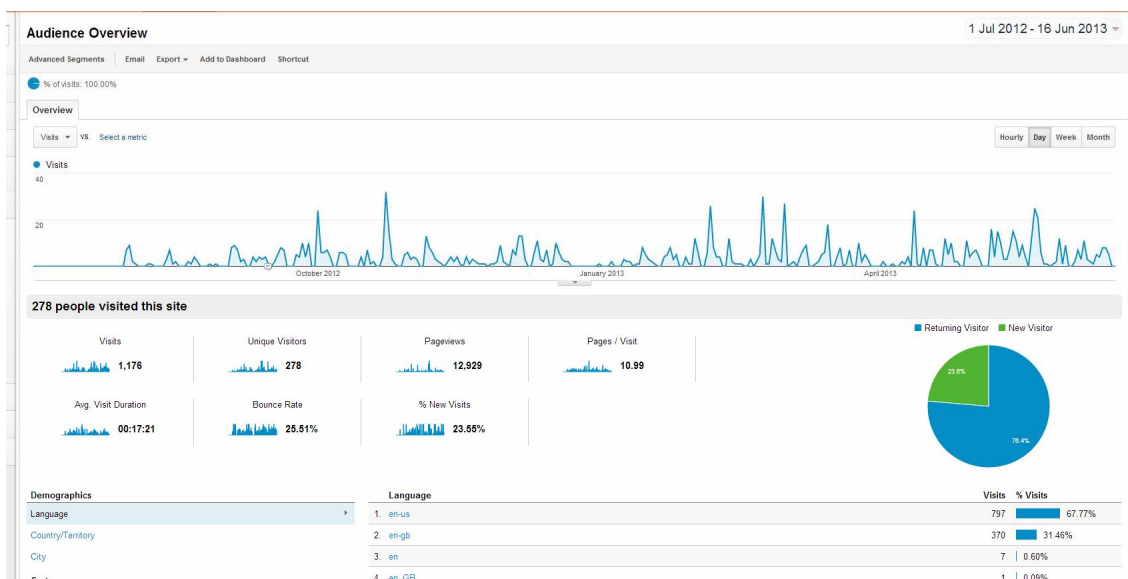 Audience Overview
1 Jul 2012 - 16 Jun 2013
Advanced Segments Email Export Add to Dashboard Shortcut
% of visits: 100.00%
Overview
Visits VS. Select a metric
Hourly Day Week Month
Visits
40
20
October 2012 January 2013 April 2013
278 people visited this site
Returning Visitor New Visitor
Visits Unique Visitors Pageviews Pages / Visit
1,176 278 12,929 10.99
23.6%
76.4%
Avg. Visit Duration Bounce Rate % New Visits
00:17:21 25.51% 23.55%
Demographics Language Visits % Visits
Language 1. en-us 797 67.77%
Country/Territory 2. en-gb 370 31.46%
City 3. en 7 0.60%
4. en_GB 1 0.09%